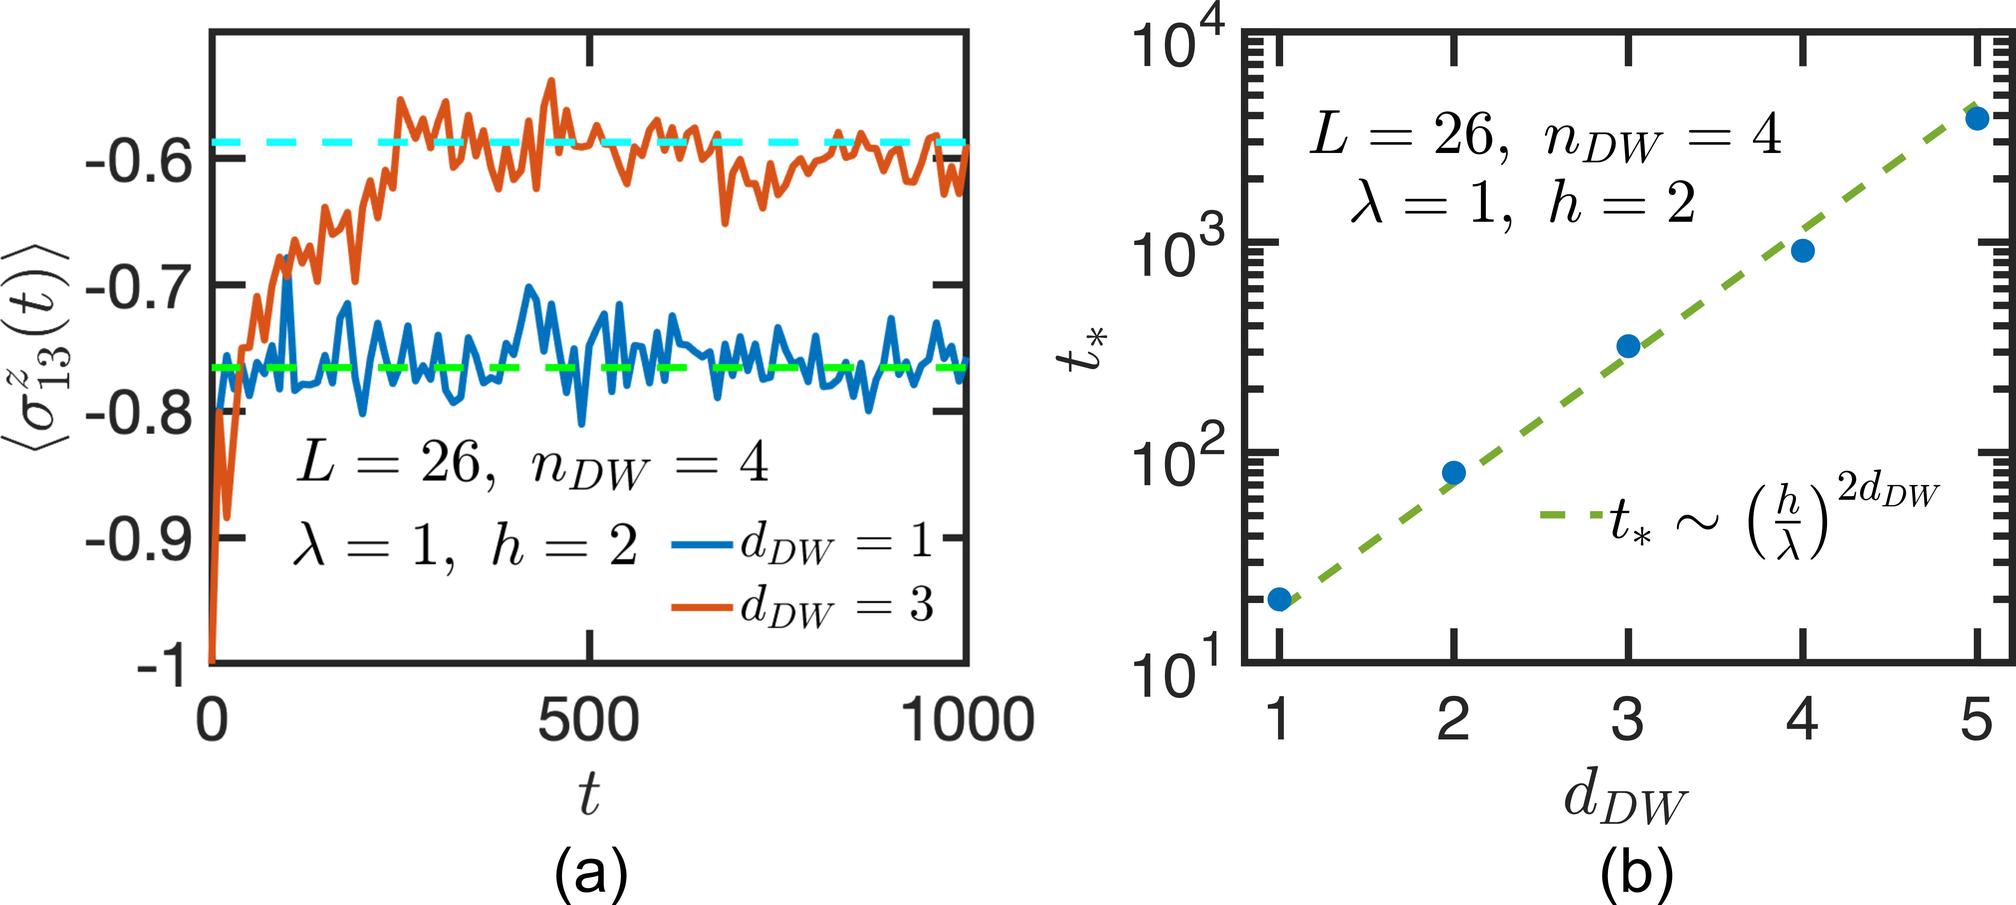 ⟨σᶻ₁₃(t)⟩
-0.6
-0.7
-0.8
-0.9
-1
L = 26, n_DW = 4
λ = 1, h = 2
d_DW = 1
d_DW = 3
0 500 1000
t
(a)
t_*
10^4
10^3
10^2
10^1
L = 26, n_DW = 4
λ = 1, h = 2
t_* ∼ (h/λ)^{2d_DW}
1 2 3 4 5
d_DW
(b)